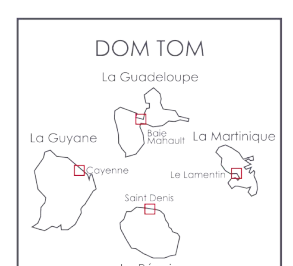 DOM TOM
La Guadeloupe
Baie
Mahault
La Guyane
La Martinique
Cayenne
Le Lamentin
Saint Denis